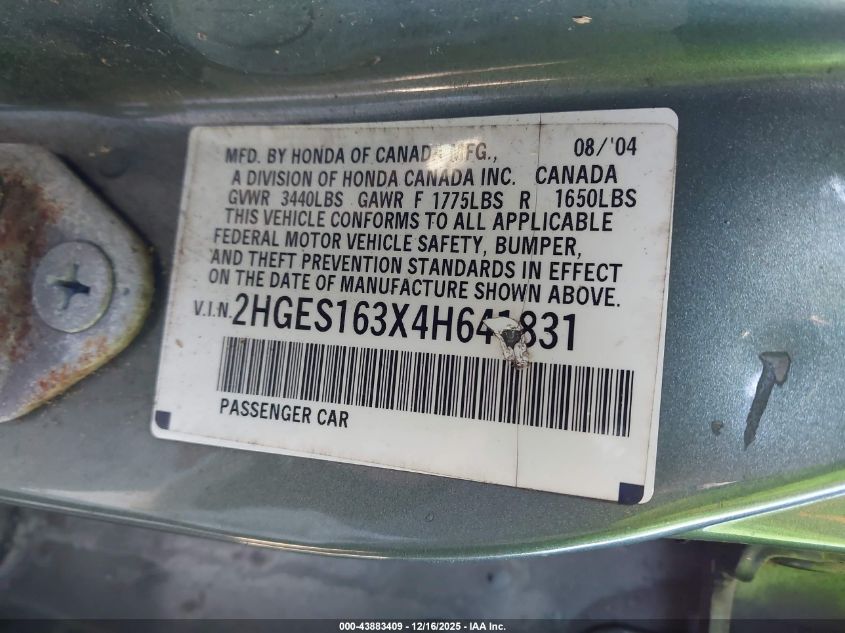 MFD. BY HONDA OF CANADA MFG., 08/'04
A DIVISION OF HONDA CANADA INC. CANADA
GVWR 3440LBS GAWR F 1775LBS R 1650LBS
THIS VEHICLE CONFORMS TO ALL APPLICABLE
FEDERAL MOTOR VEHICLE SAFETY, BUMPER,
AND THEFT PREVENTION STANDARDS IN EFFECT
ON THE DATE OF MANUFACTURE SHOWN ABOVE.
V.I.N. 2HGES163X4H641831
PASSENGER CAR
000-43883409 - 12/16/2025 - IAA Inc.